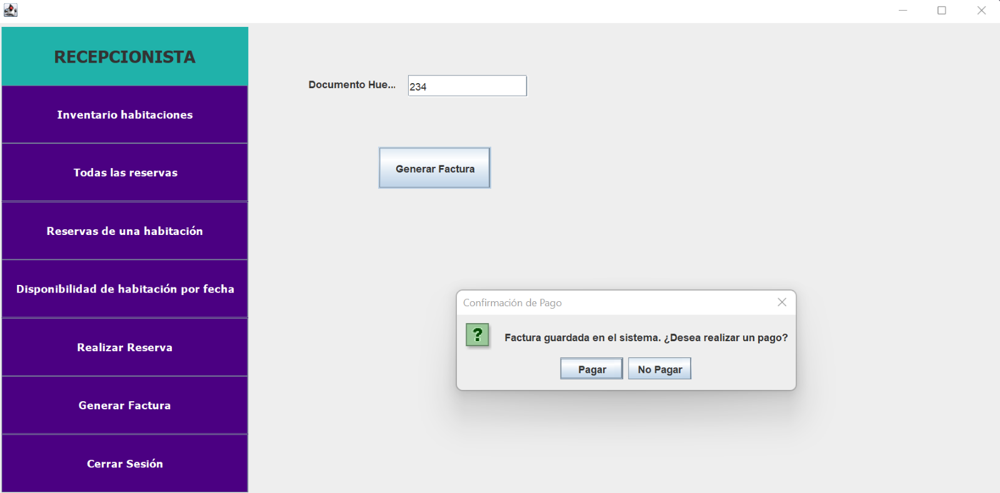 RECEPCIONISTA
Inventario habitaciones
Todas las reservas
Reservas de una habitación
Disponibilidad de habitación por fecha
Realizar Reserva
Generar Factura
Cerrar Sesión
Documento Hue... 234
Generar Factura
Confirmación de Pago
? Factura guardada en el sistema. ¿Desea realizar un pago?
Pagar No Pagar